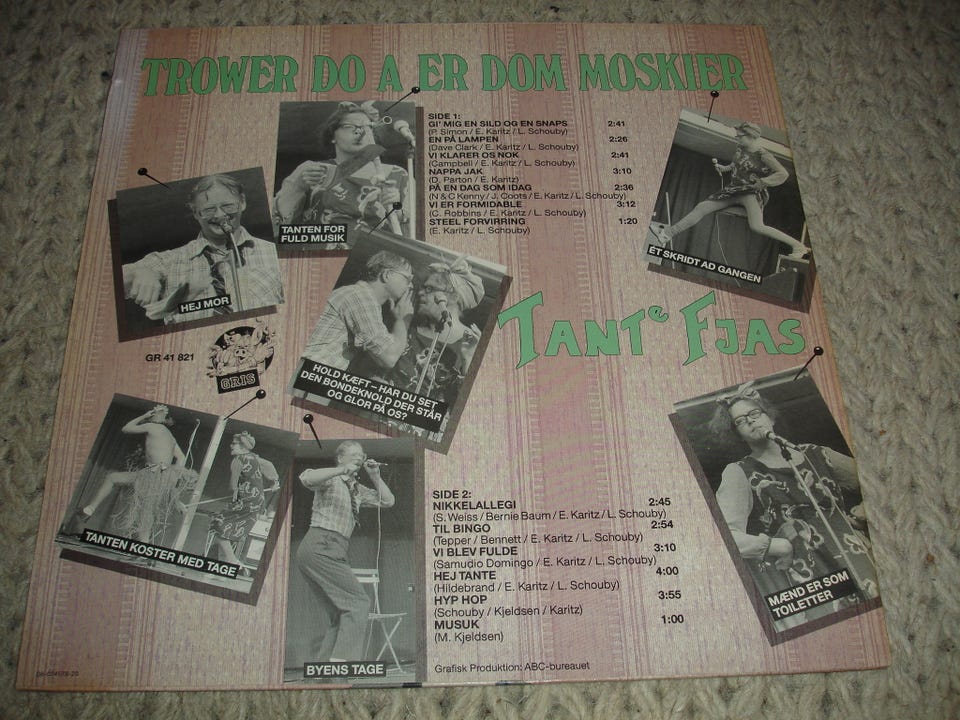 TROWER DO A ER DOM MOSKIER
SIDE 1:
GI' MIG EN SILD OG EN SNAPS 2:41
(P. Simon / E. Karitz / L. Schouby)
EN PÅ LAMPEN 2:26
(Dave Clark / E. Karitz / L. Schouby)
VI KLARER OS NOK 2:41
(Campbell / E. Karitz / L. Schouby)
NAPPA JAK 3:10
(D. Parton / E. Karitz)
PÅ EN DAG SOM IDAG 2:36
(N & C Kenny / J. Coots / E. Karitz / L. Schouby)
VI ER FORMIDABLE 3:12
(C. Robbins / E. Karitz / L. Schouby)
STEEL FORVIRRING 1:20
(E. Karitz / L. Schouby)
TANTEN FOR
FULD MUSIK
ET SKRIDT AD GANGEN
HEJ MOR
TANTE FJAS
GR 41 821
GRIS
HOLD KÆFT – HAR DU SET
DEN BONDEKNOLD DER STÅR
OG GLOR PÅ OS?
TANTEN KOSTER MED TAGE
BYENS TAGE
SIDE 2:
NIKKELALLEGI 2:45
(S. Weiss / Bernie Baum / E. Karitz / L. Schouby)
TIL BINGO 2:54
(Tepper / Bennett / E. Karitz / L. Schouby)
VI BLEV FULDE 3:10
(Samudio Domingo / E. Karitz / L. Schouby)
HEJ TANTE 4:00
(Hildebrand / E. Karitz / L. Schouby)
HYP HOP 3:55
(Schouby / Kjeldsen / Karitz)
MUSUK 1:00
(M. Kjeldsen)
MÆND ER SOM
TOILETTER
Grafisk Produktion: ABC-bureauet